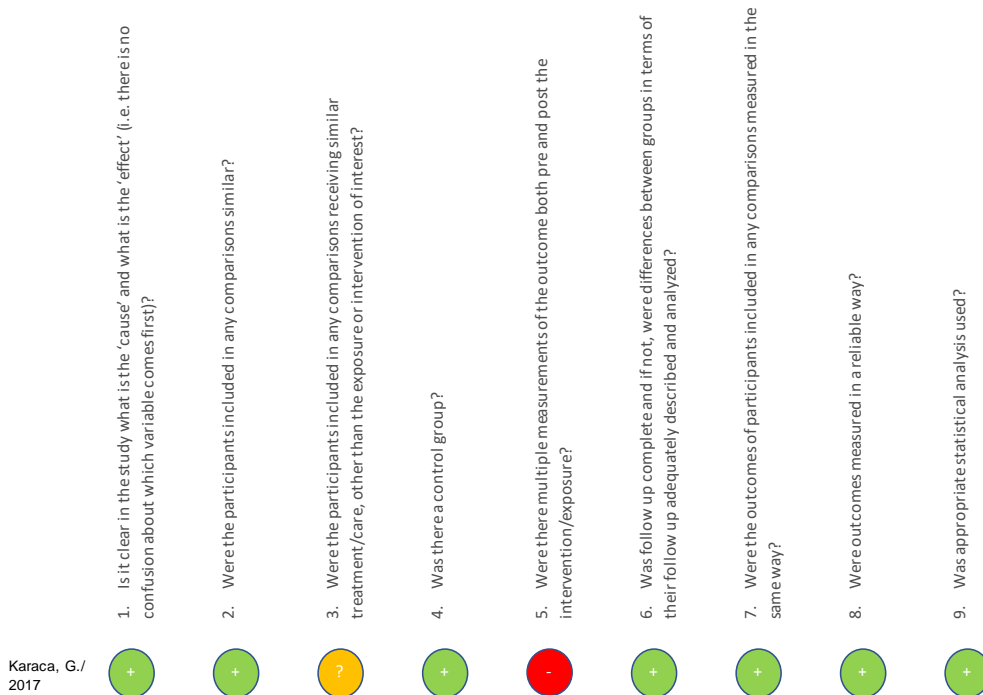 1. Is it clear in the study what is the ‘cause’ and what is the ‘effect’ (i.e. there is no
confusion about which variable comes first)?
2. Were the participants included in any comparisons similar?
3. Were the participants included in any comparisons receiving similar
treatment/care, other than the exposure or intervention of interest?
4. Was there a control group?
5. Were there multiple measurements of the outcome both pre and post the
intervention/exposure?
6. Was follow up complete and if not, were differences between groups in terms of
their follow up adequately described and analyzed?
7. Were the outcomes of participants included in any comparisons measured in the
same way?
8. Were outcomes measured in a reliable way?
9. Was appropriate statistical analysis used?
Karaca, G./
2017
+ + ? + - + + + +